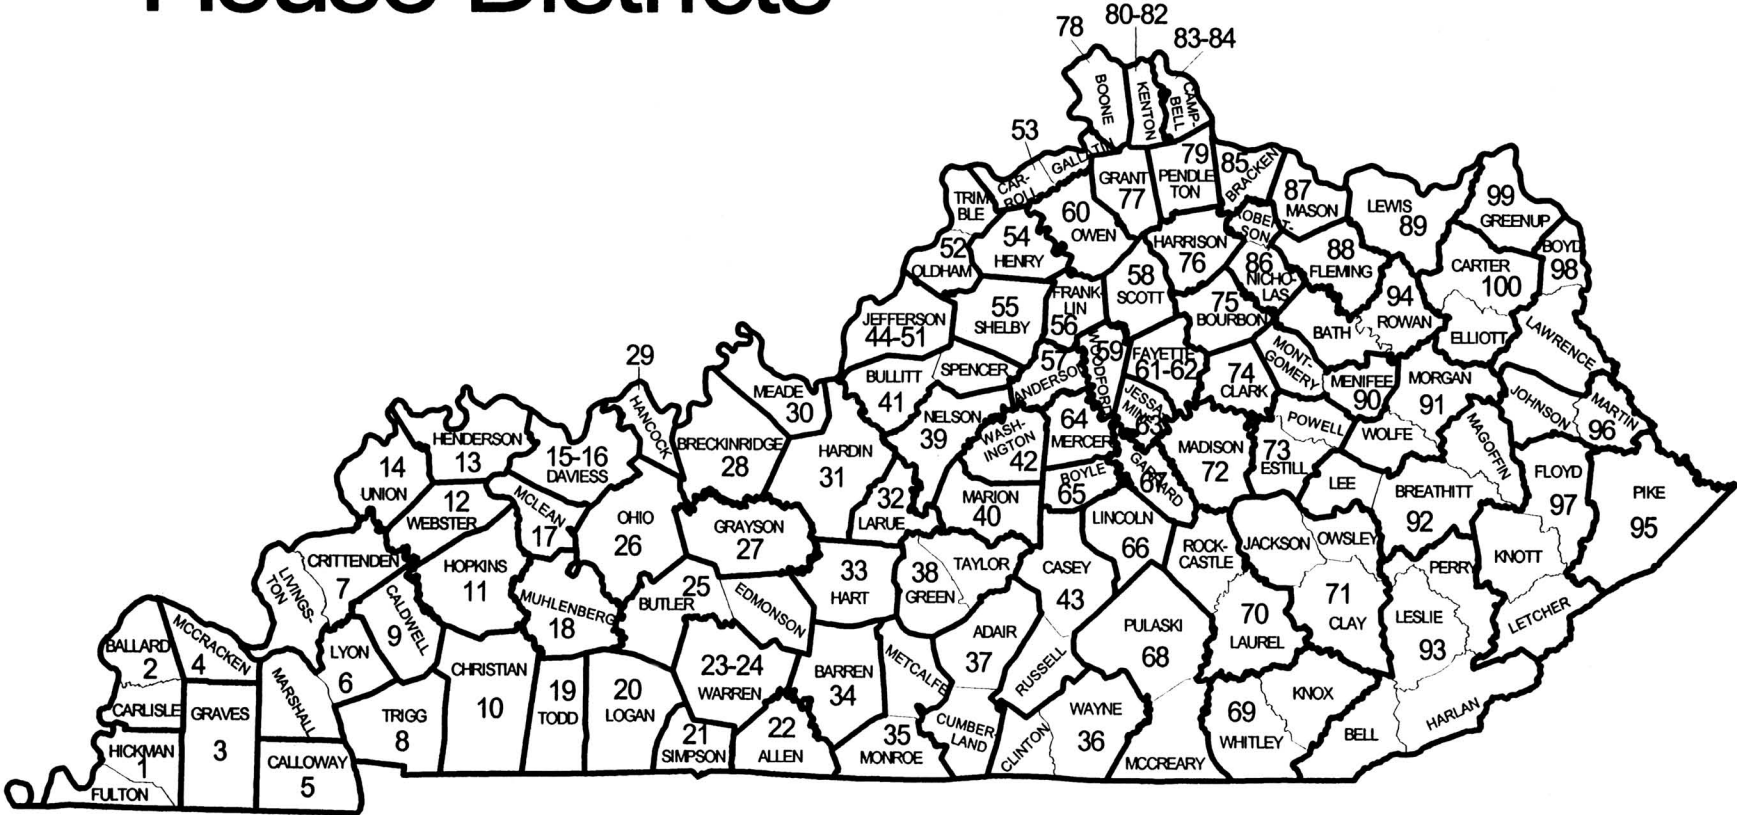 House Districts
78
80-82
83-84
BOONE
KENTON
CAMP-
BELL
53
GALLATIN
CAR-
ROLL
79
PENDLE
TON
85
BRACKEN
GRANT
77
87
MASON
99
GREENUP
TRIM
BLE
60
OWEN
LEWIS
89
ROBERT-
SON
54
HENRY
HARRISON
76
88
FLEMING
BOYD
98
52
OLDHAM
58
SCOTT
86
NICHO-
LAS
CARTER
100
55
SHELBY
FRANK-
LIN
56
75
BOURBON
94
ROWAN
JEFFERSON
44-51
BATH
ELLIOTT
LAWRENCE
29
HANCOCK
59
WOODFORD
FAYETTE
61-62
57
ANDERSON
SPENCER
BULLITT
41
MEADE
30
74
CLARK
MONT-
GOMERY
MENIFEE
90
MORGAN
91
JOHNSON
MARTIN
96
JESSA
MINE
63
NELSON
39
64
MERCER
WASH-
INGTON
42
POWELL
WOLFE
MAGOFFIN
HENDERSON
13
15-16
DAVIESS
BRECKINRIDGE
28
HARDIN
31
MADISON
72
73
ESTILL
14
UNION
BOYLE
65
GARRARD
67
LEE
BREATHITT
92
FLOYD
97
PIKE
95
12
WEBSTER
MCLEAN
17
OHIO
26
GRAYSON
27
32
LARUE
MARION
40
LINCOLN
66
JACKSON
OWSLEY
ROCK-
CASTLE
KNOTT
CRITTENDEN
7
LIVINGS-
TON
HOPKINS
11
33
HART
38
GREEN
TAYLOR
CASEY
43
PERRY
CALDWELL
9
MUHLENBERG
18
25
BUTLER
EDMONSON
71
CLAY
LESLIE
93
LETCHER
70
LAUREL
BALLARD
2
MCCRACKEN
4
LYON
6
ADAIR
37
PULASKI
68
CHRISTIAN
10
23-24
WARREN
BARREN
34
METCALFE
RUSSELL
CARLISLE
GRAVES
3
MARSHALL
TRIGG
8
19
TODD
20
LOGAN
KNOX
69
WHITLEY
BELL
HARLAN
WAYNE
36
CUMBER-
LAND
CLINTON
22
ALLEN
21
SIMPSON
35
MONROE
MCCREARY
HICKMAN
1
FULTON
CALLOWAY
5